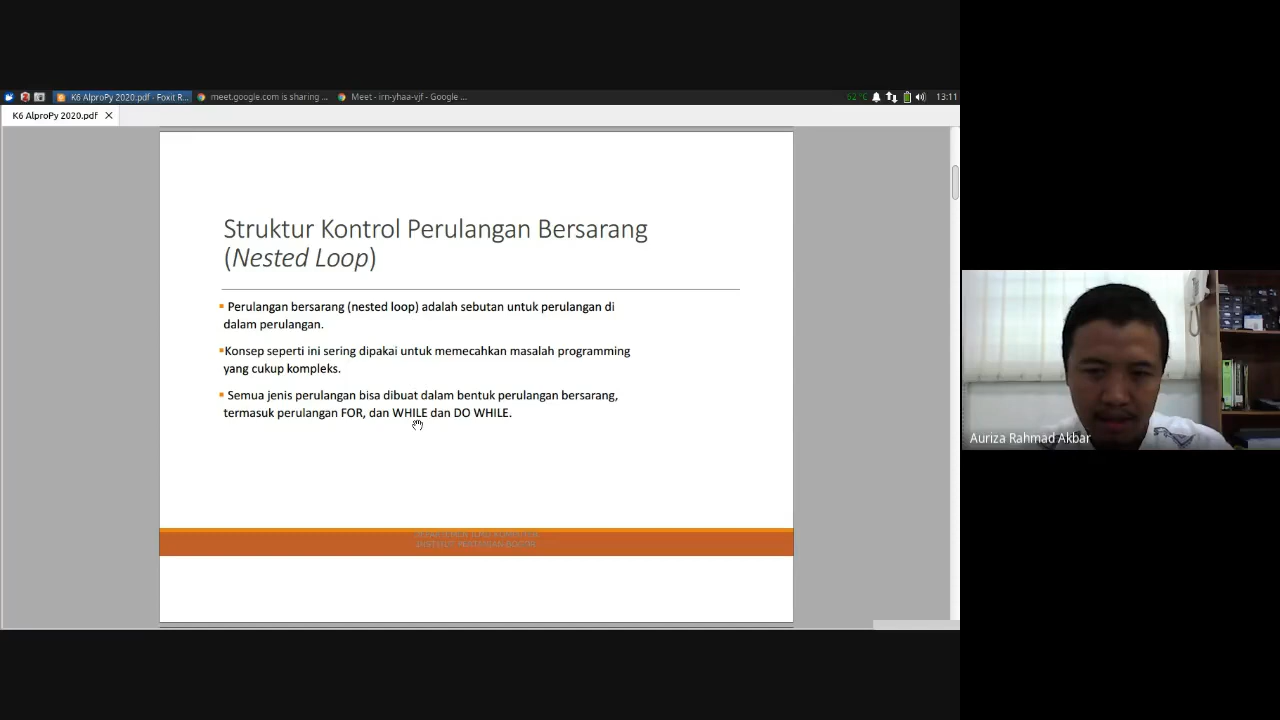 K6 AlproPy 2020.pdf - Foxit R...
meet.google.com is sharing ...
Meet - irn-yhaa-vjf - Google ...
62°C
13:11
K6 AlproPy 2020.pdf
Struktur Kontrol Perulangan Bersarang
(Nested Loop)
Perulangan bersarang (nested loop) adalah sebutan untuk perulangan di
dalam perulangan.
Konsep seperti ini sering dipakai untuk memecahkan masalah programming
yang cukup kompleks.
Semua jenis perulangan bisa dibuat dalam bentuk perulangan bersarang,
termasuk perulangan FOR, dan WHILE dan DO WHILE.
Auriza Rahmad Akbar